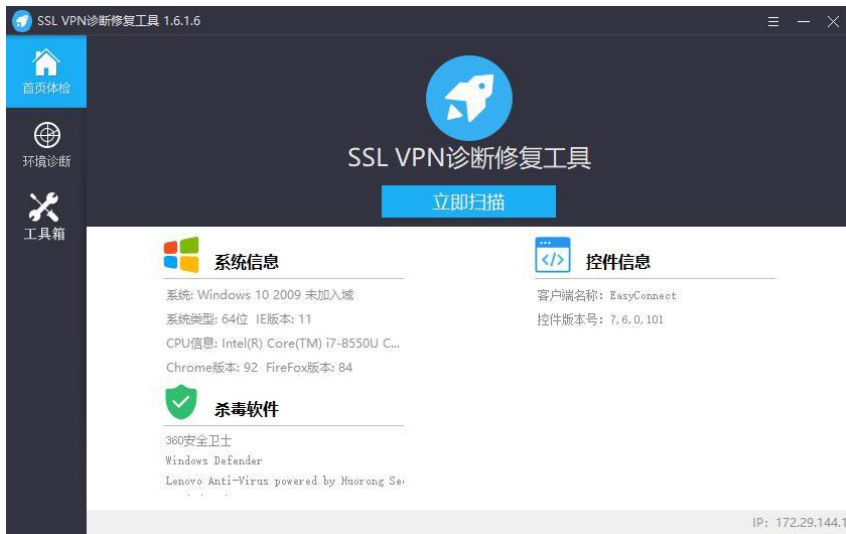 SSL VPN诊断修复工具 1.6.1.6
首页体检
环境诊断
工具箱
SSL VPN诊断修复工具
立即扫描
系统信息
系统: Windows 10 2009 未加入域
系统类型: 64位 IE版本: 11
CPU信息: Intel(R) Core(TM) i7-8550U C...
Chrome版本: 92 FireFox版本: 84
杀毒软件
360安全卫士
Windows Defender
Lenovo Anti-Virus powered by Huorong Se
控件信息
客户端名称: EasyConnect
控件版本号: 7,6,0,101
IP: 172.29.144.1